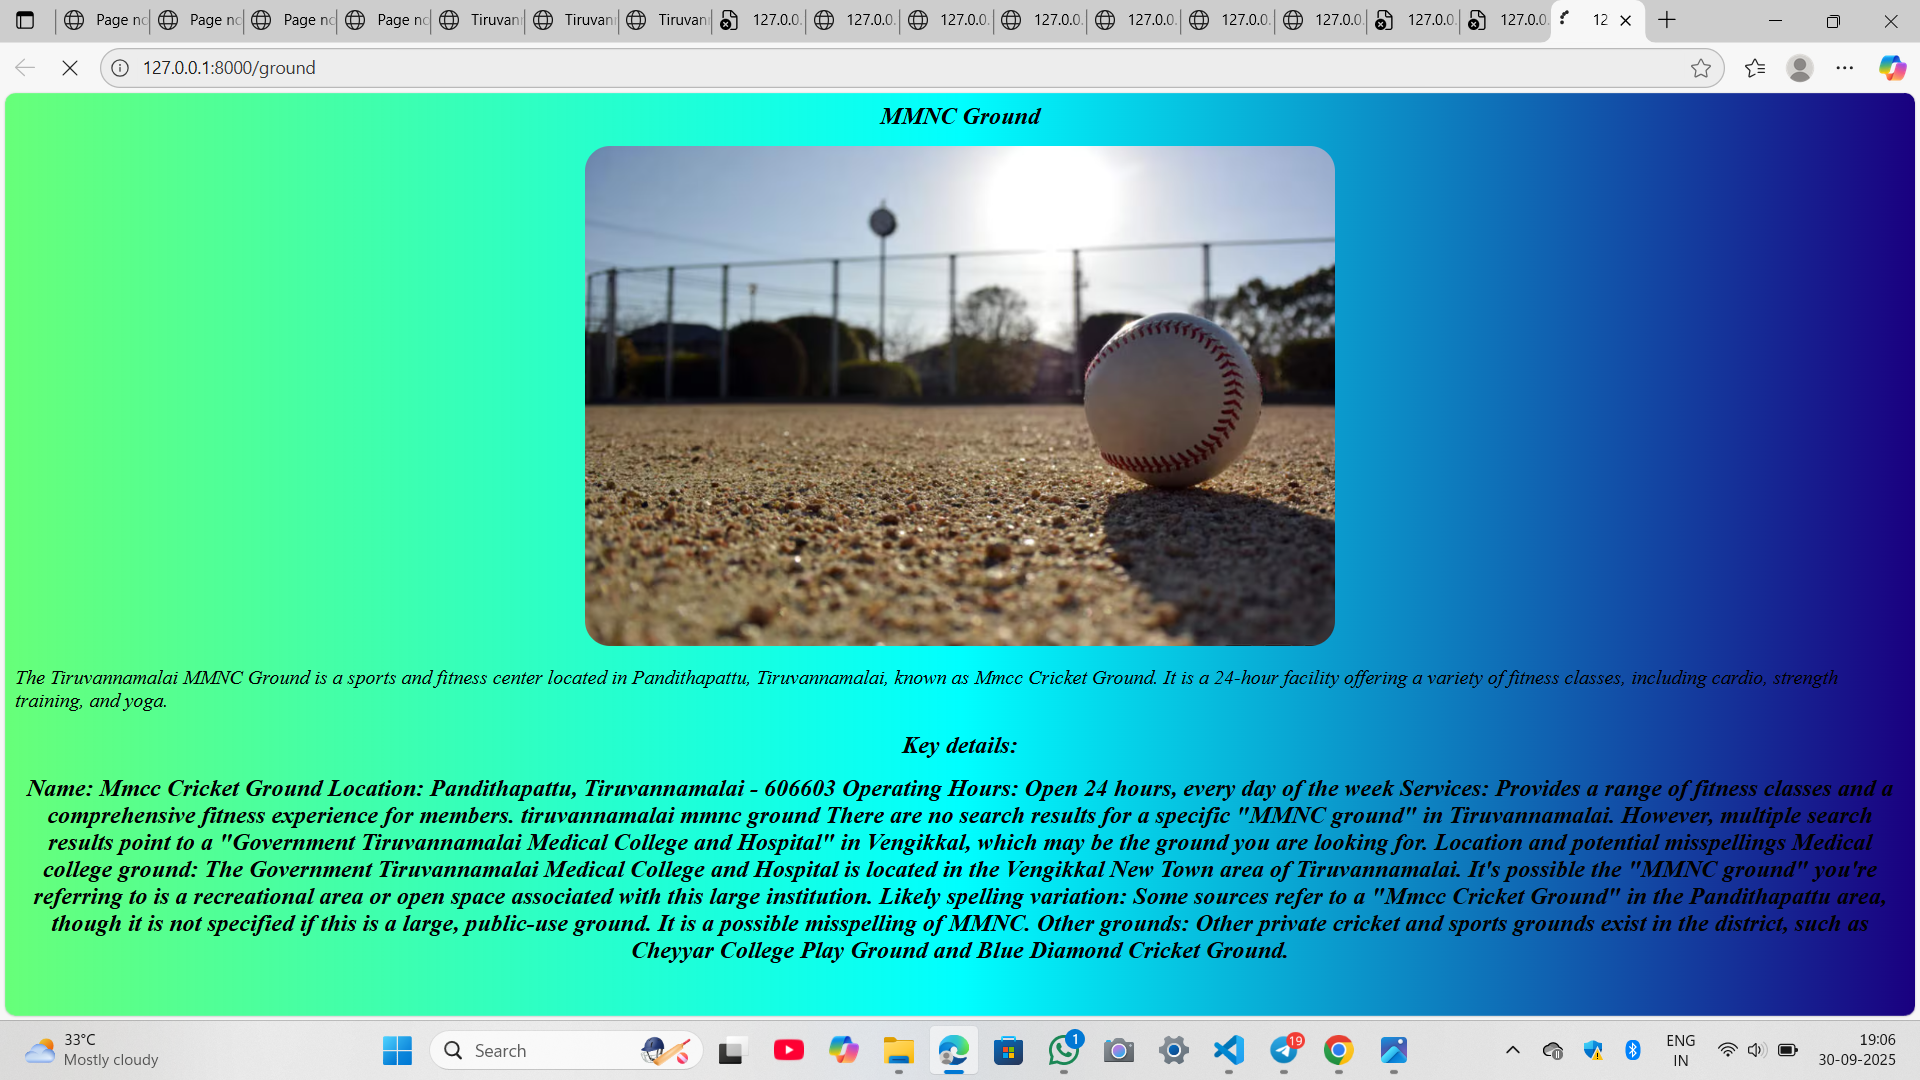 Page no
Page no
Page no
Page no
Tiruvann
Tiruvann
Tiruvann
127.0.0.
127.0.0.
127.0.0.
127.0.0.
127.0.0.
127.0.0.
127.0.0.
127.0.0.
127.0.0.
12
127.0.0.1:8000/ground
MMNC Ground
The Tiruvannamalai MMNC Ground is a sports and fitness center located in Pandithapattu, Tiruvannamalai, known as Mmcc Cricket Ground. It is a 24-hour facility offering a variety of fitness classes, including cardio, strength
training, and yoga.
Key details:
Name: Mmcc Cricket Ground Location: Pandithapattu, Tiruvannamalai - 606603 Operating Hours: Open 24 hours, every day of the week Services: Provides a range of fitness classes and a
comprehensive fitness experience for members. tiruvannamalai mmnc ground There are no search results for a specific "MMNC ground" in Tiruvannamalai. However, multiple search
results point to a "Government Tiruvannamalai Medical College and Hospital" in Vengikkal, which may be the ground you are looking for. Location and potential misspellings Medical
college ground: The Government Tiruvannamalai Medical College and Hospital is located in the Vengikkal New Town area of Tiruvannamalai. It's possible the "MMNC ground" you're
referring to is a recreational area or open space associated with this large institution. Likely spelling variation: Some sources refer to a "Mmcc Cricket Ground" in the Pandithapattu area,
though it is not specified if this is a large, public-use ground. It is a possible misspelling of MMNC. Other grounds: Other private cricket and sports grounds exist in the district, such as
Cheyyar College Play Ground and Blue Diamond Cricket Ground.
33°C
Mostly cloudy
Search
1
19
ENG
IN
19:06
30-09-2025